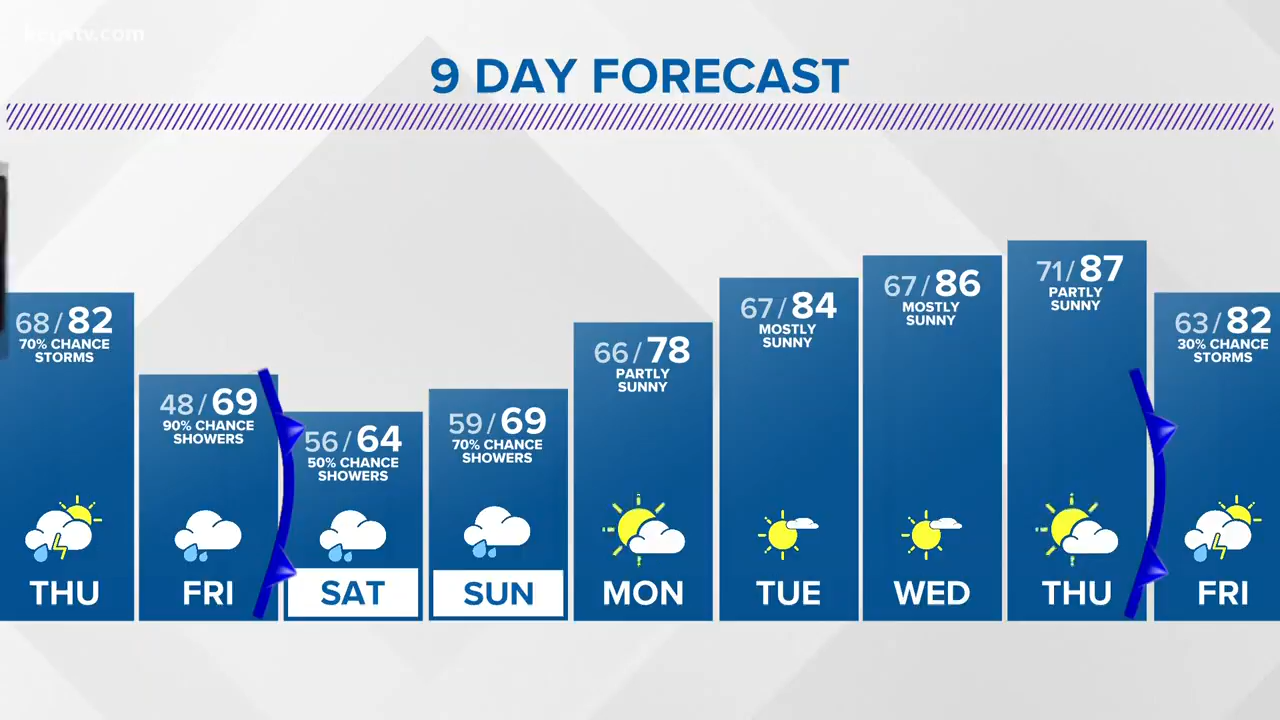 9 DAY FORECAST
68/82
70% CHANCE
STORMS
THU
48/69
90% CHANCE
SHOWERS
FRI
56/64
50% CHANCE
SHOWERS
SAT
59/69
70% CHANCE
SHOWERS
SUN
66/78
PARTLY
SUNNY
MON
67/84
MOSTLY
SUNNY
TUE
67/86
MOSTLY
SUNNY
WED
71/87
PARTLY
SUNNY
THU
63/82
30% CHANCE
STORMS
FRI